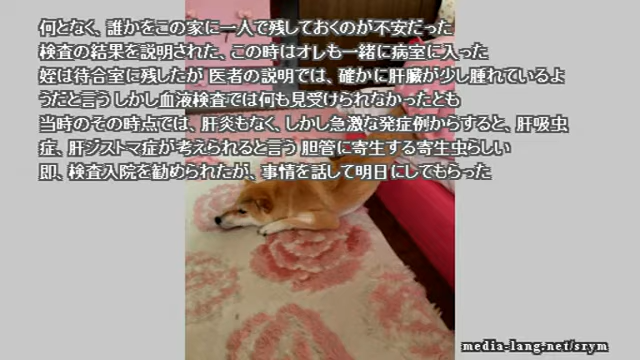 何となく、誰かをこの家に一人で残しておくのが不安だった
検査の結果を説明された、この時はオレも一緒に病室に入った
姪は待合室に残したが 医者の説明では、確かに肝臓が少し腫れているよ
うだと言う しかし血液検査では何も見受けられなかったとも
当時のその時点では、肝炎もなく、しかし急激な発症例からすると、肝吸虫
症、肝ジストマ症が考えられると言う 胆管に寄生する寄生虫らしい
即、検査入院を勧められたが、事情を話して明日にしてもらった
media-lang.net/srym